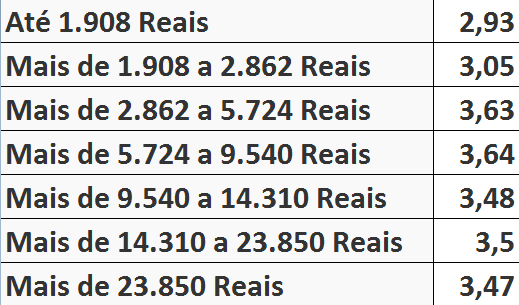 Até 1.908 Reais 2,93
Mais de 1.908 a 2.862 Reais 3,05
Mais de 2.862 a 5.724 Reais 3,63
Mais de 5.724 a 9.540 Reais 3,64
Mais de 9.540 a 14.310 Reais 3,48
Mais de 14.310 a 23.850 Reais 3,5
Mais de 23.850 Reais 3,47